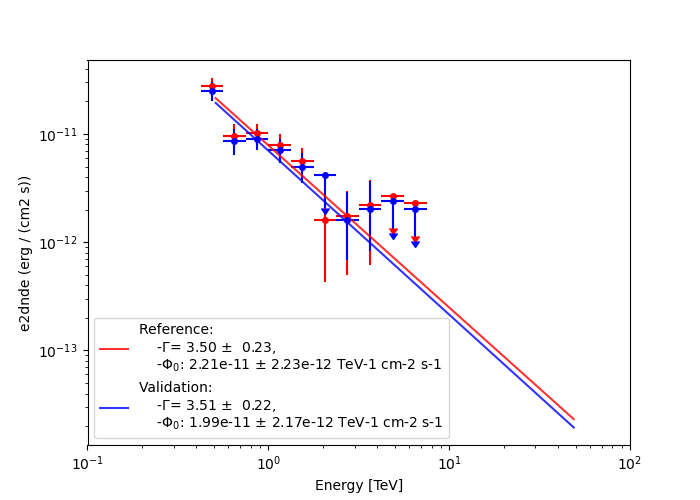 10⁻¹¹
10⁻¹²
10⁻¹³
e2dnde (erg / (cm2 s))
Reference:
-Γ= 3.50 ± 0.23,
-Φ₀: 2.21e-11 ± 2.23e-12 TeV-1 cm-2 s-1
Validation:
-Γ= 3.51 ± 0.22,
-Φ₀: 1.99e-11 ± 2.17e-12 TeV-1 cm-2 s-1
10⁻¹ 10⁰ 10¹ 10²
Energy [TeV]